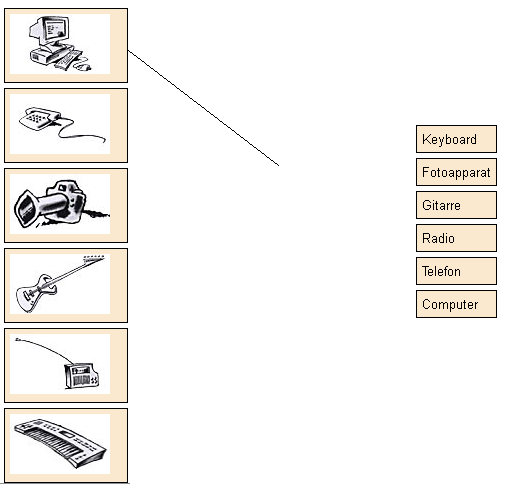 Keyboard
Fotoapparat
Gitarre
Radio
Telefon
Computer